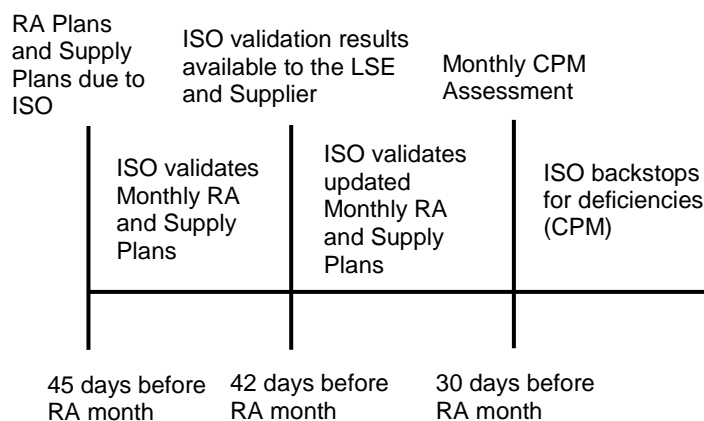 RA Plans
and Supply
Plans due to
ISO
ISO validation results
available to the LSE
and Supplier
Monthly CPM
Assessment
ISO validates
Monthly RA
and Supply
Plans
ISO validates
updated
Monthly RA
and Supply
Plans
ISO backstops
for deficiencies
(CPM)
45 days before
RA month
42 days before
RA month
30 days before
RA month